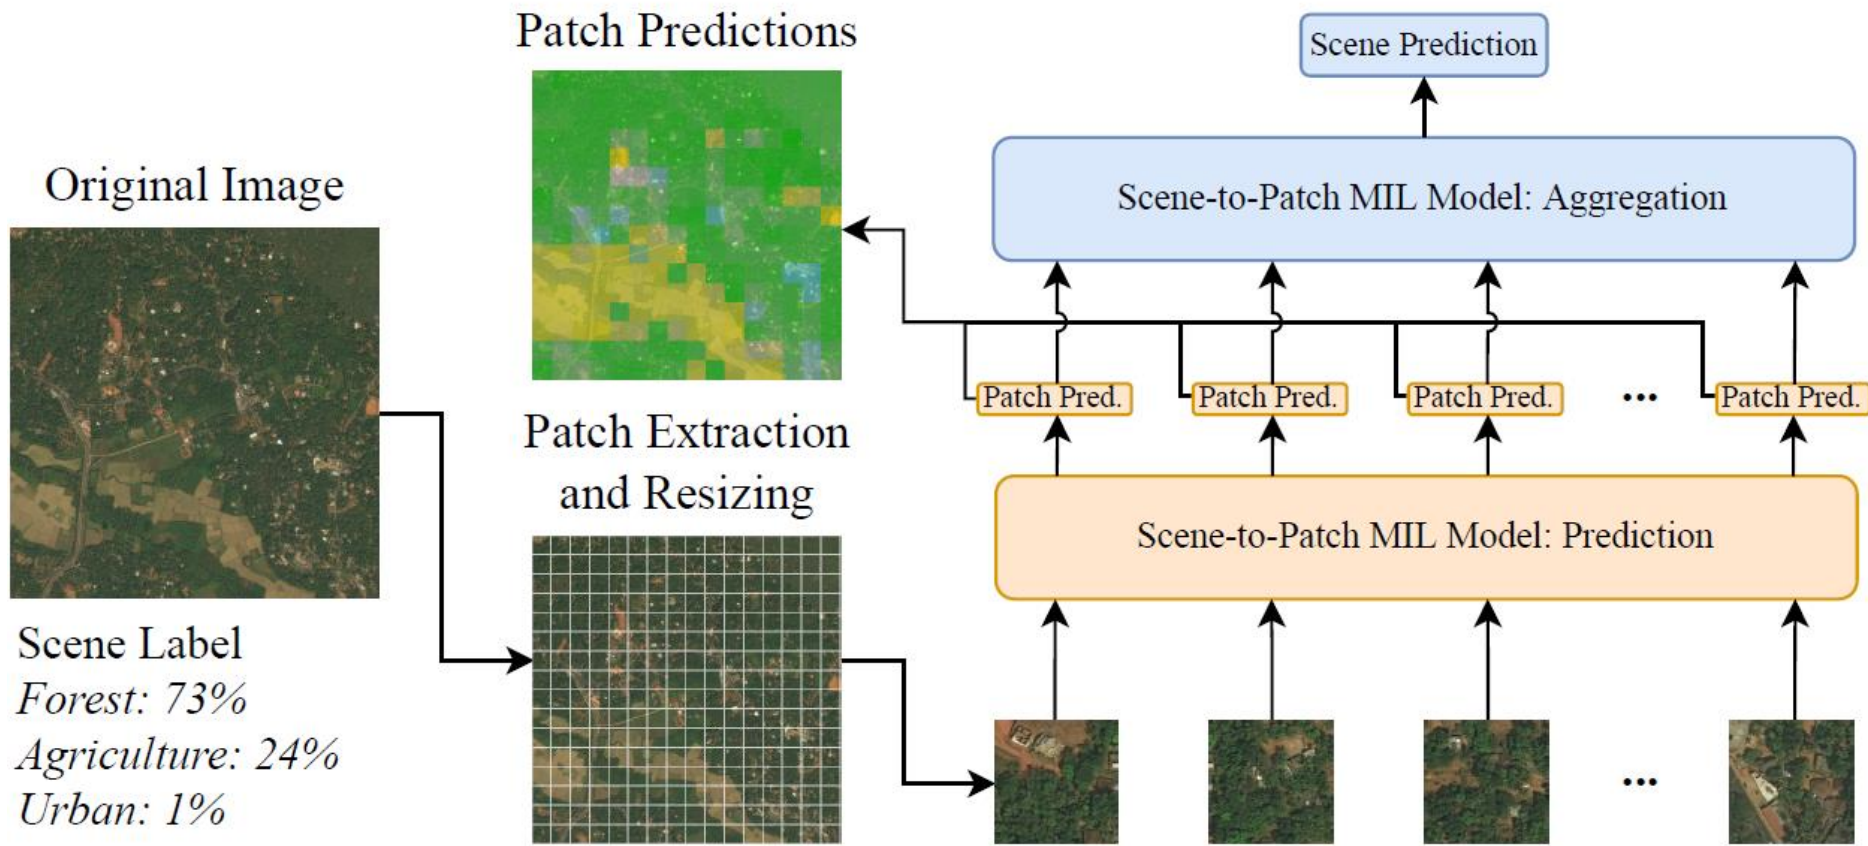 Original Image
Scene Label
Forest: 73%
Agriculture: 24%
Urban: 1%
Patch Predictions
Patch Extraction
and Resizing
Scene Prediction
Scene-to-Patch MIL Model: Aggregation
Patch Pred.
Patch Pred.
Patch Pred.
...
Patch Pred.
Scene-to-Patch MIL Model: Prediction
...